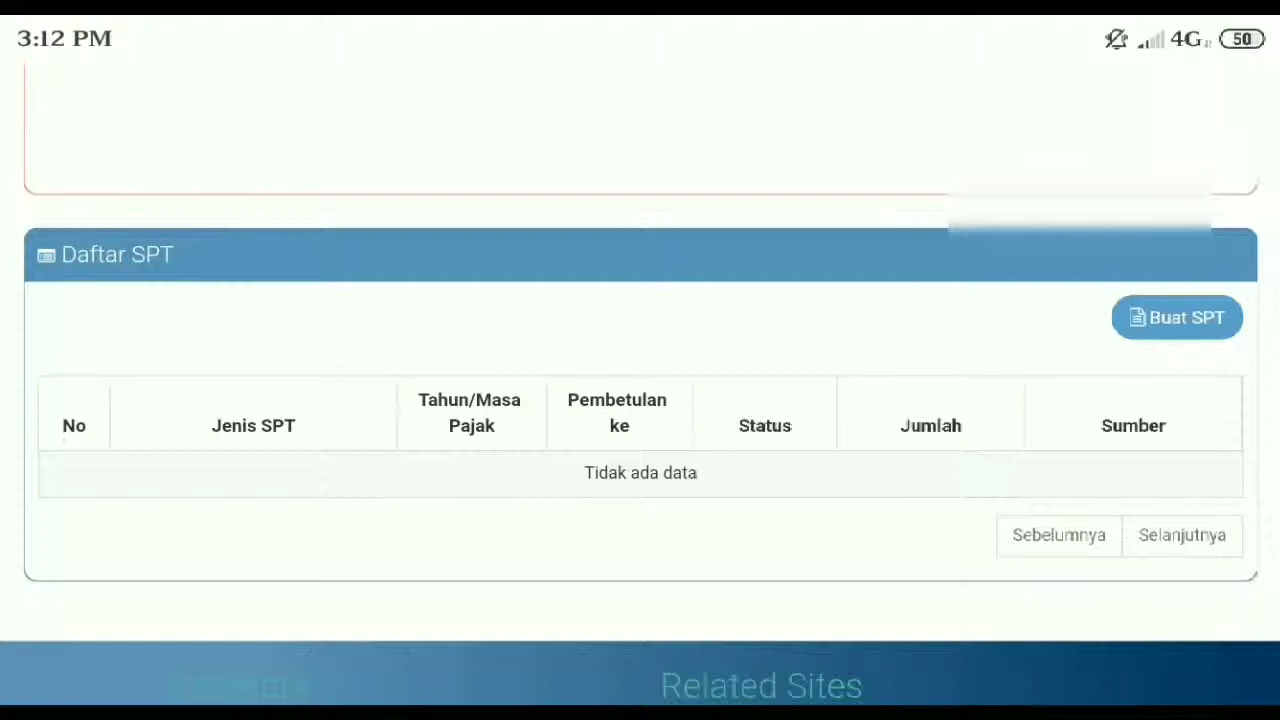 3:12 PM
4G
50
Daftar SPT
Buat SPT
No
Jenis SPT
Tahun/Masa
Pajak
Pembetulan
ke
Status
Jumlah
Sumber
Tidak ada data
Sebelumnya
Selanjutnya
Related Sites